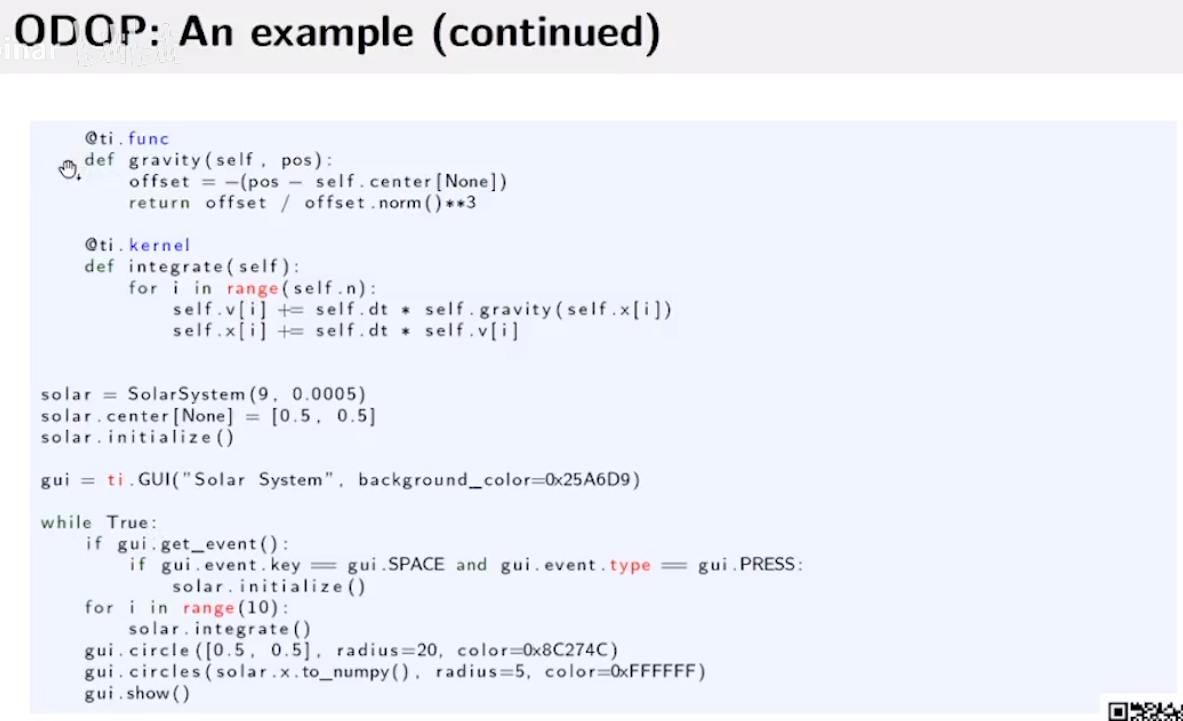 ODOP: An example (continued)
@ti.func
def gravity(self, pos):
offset = -(pos - self.center[None])
return offset / offset.norm()**3
@ti.kernel
def integrate(self):
for i in range(self.n):
self.v[i] += self.dt * self.gravity(self.x[i])
self.x[i] += self.dt * self.v[i]
solar = SolarSystem(9, 0.0005)
solar.center[None] = [0.5, 0.5]
solar.initialize()
gui = ti.GUI("Solar System", background_color=0x25A6D9)
while True:
if gui.get_event():
if gui.event.key == gui.SPACE and gui.event.type == gui.PRESS:
solar.initialize()
for i in range(10):
solar.integrate()
gui.circle([0.5, 0.5], radius=20, color=0x8C274C)
gui.circles(solar.x.to_numpy(), radius=5, color=0xFFFFFF)
gui.show()